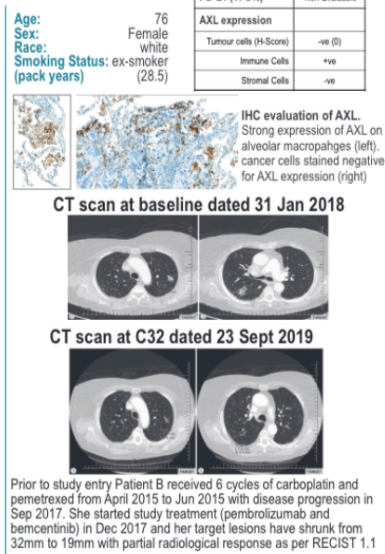 Age: 76
Sex: Female
Race: white
Smoking Status: ex-smoker
(pack years) (28.5)
AXL expression
Tumour cells (H-Score) -ve (0)
Immune Cells +ve
Stromal Cells -ve
IHC evaluation of AXL.
Strong expression of AXL on
alveolar macropahges (left).
cancer cells stained negative
for AXL expression (right)
CT scan at baseline dated 31 Jan 2018
CT scan at C32 dated 23 Sept 2019
Prior to study entry Patient B received 6 cycles of carboplatin and
pemetrexed from April 2015 to Jun 2015 with disease progression in
Sep 2017. She started study treatment (pembrolizumab and
bemcentinib) in Dec 2017 and her target lesions have shrunk from
32mm to 19mm with partial radiological response as per RECIST 1.1